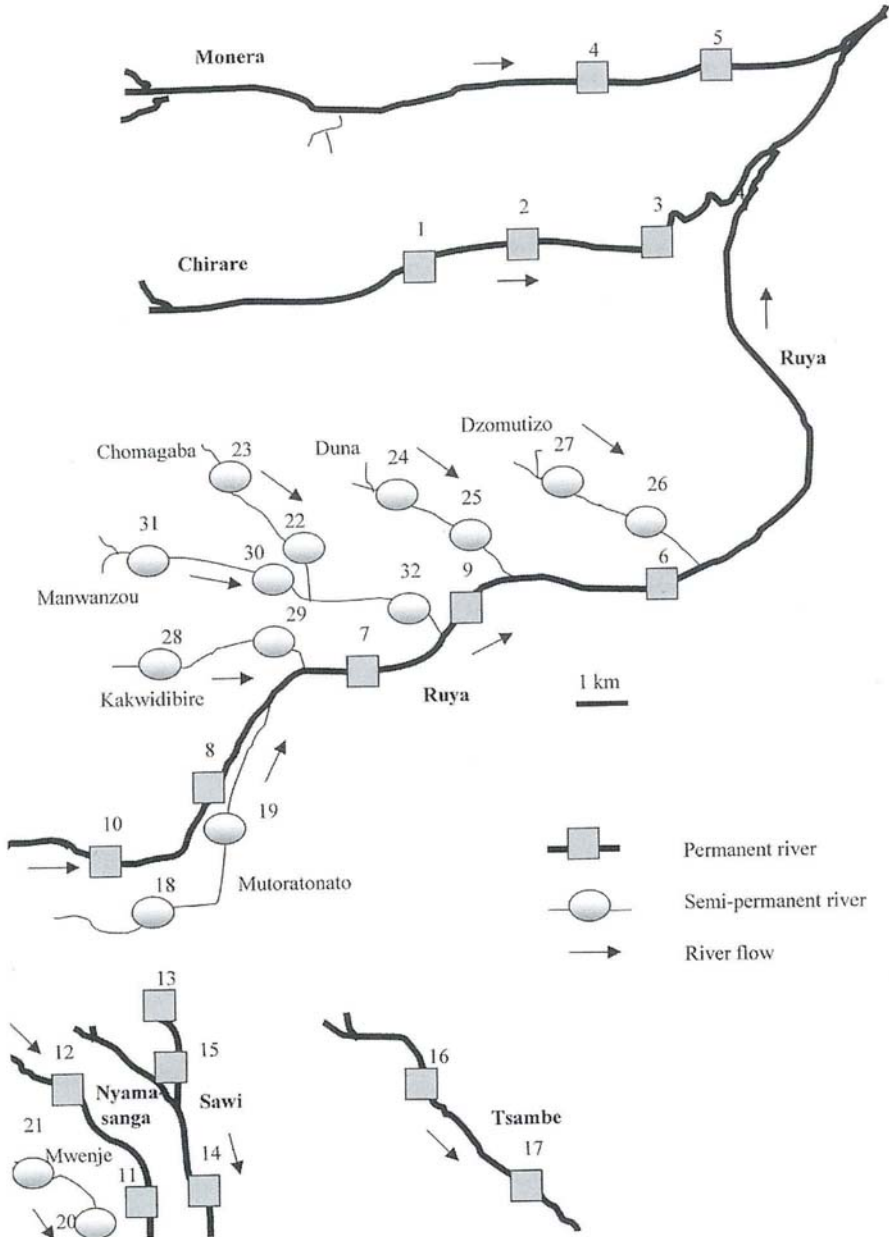 5
4
Monera
3
2
1
Chirare
Ruya
Dzomutizo
23
Duna
24
27
Chomagaba
25
26
31
22
30
32
9
6
Manwanzou
29
28
7
1 km
Kakwidibire
Ruya
8
19
10
Permanent river
18
Mutoratonato
Semi-permanent river
River flow
13
12
15
16
Nyama-
sanga
Sawi
Tsambe
21
Mwenje
17
11
14
20